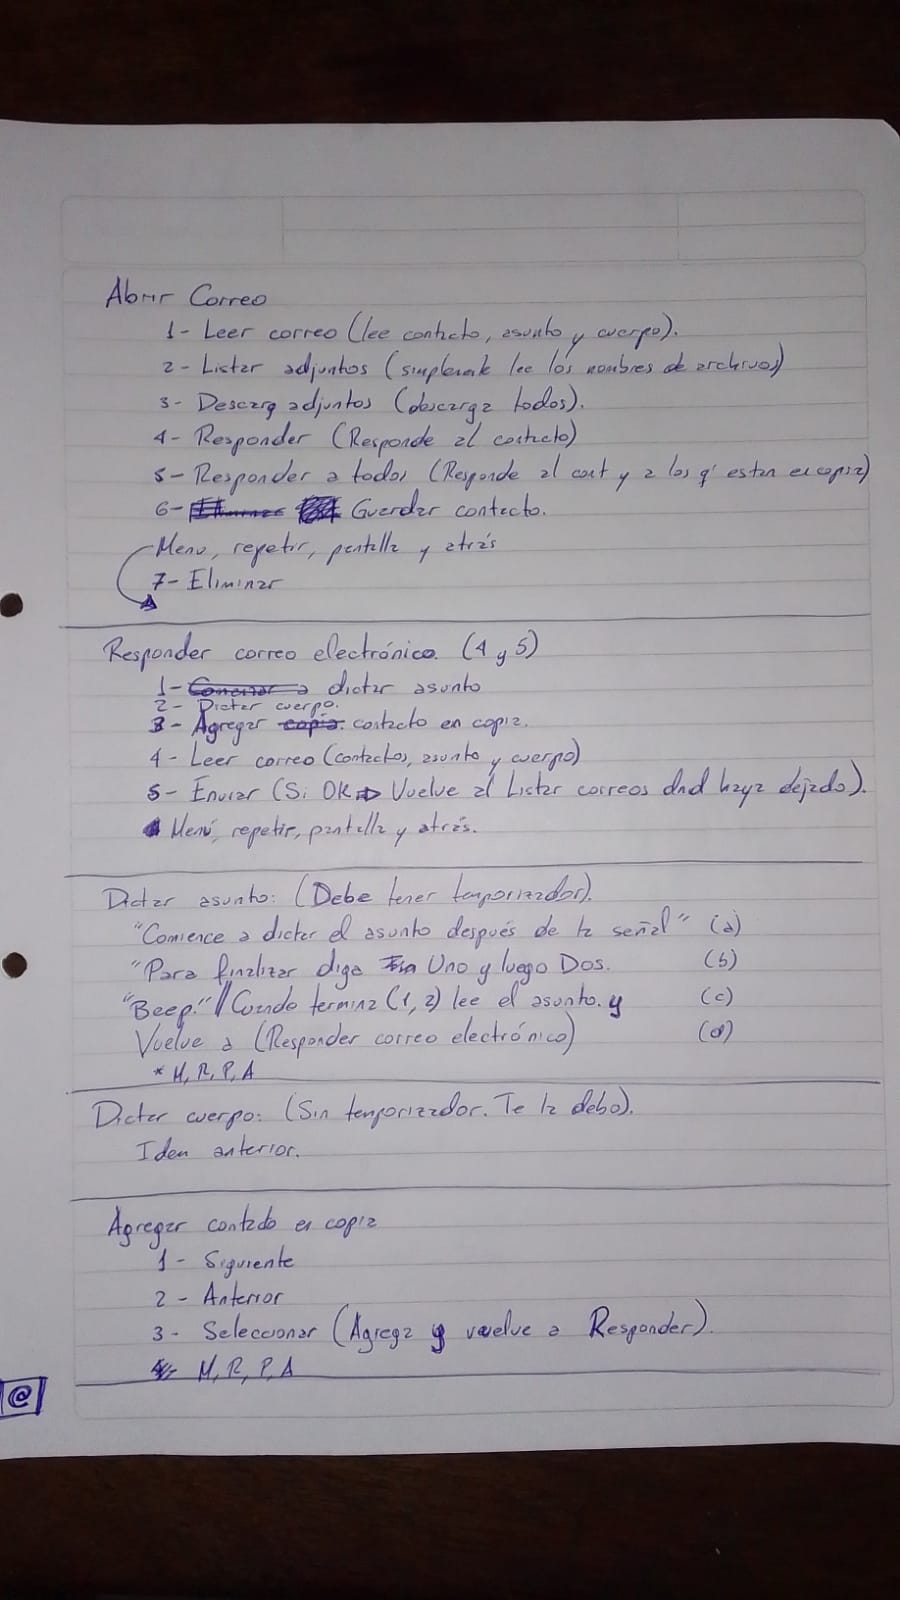 Abrir Correo
1- Leer correo (lee contacto, asunto y cuerpo).
2- Listar adjuntos (simplemente lee los nombres de archivos)
3- Descarg adjuntos (descarga todos).
4- Responder (Responde al contacto)
5- Responder a todos (Responde al cont y a los q' estan en copia)
6- Guardar contacto.
Menu, repetir, pantalla y atrás
7- Eliminar
Responder correo electrónico. (4 y 5)
1- dictar asunto
2- Dictar cuerpo.
3- Agregar contacto en copia.
4- Leer correo (contactos, asunto y cuerpo)
5- Enviar (Si OK ⇒ Vuelve al Listar correos dnd haya dejado).
Menú, repetir, pantalla y atrás.
Dictar asunto: (Debe tener temporizador).
"Comience a dictar el asunto después de la señal" (a)
"Para finalizar diga Uno y luego Dos. (b)
"Beep." // Cuando termina (1, 2) lee el asunto. y (c)
Vuelve a (Responder correo electrónico) (d)
* M, R, P, A
Dictar cuerpo: (Sin temporizador. Te la debo).
Idem anterior.
Agregar contacto en copia
1- Siguiente
2- Anterior
3- Seleccionar (Agrega y vuelve a Responder).
M, R, P, A
@